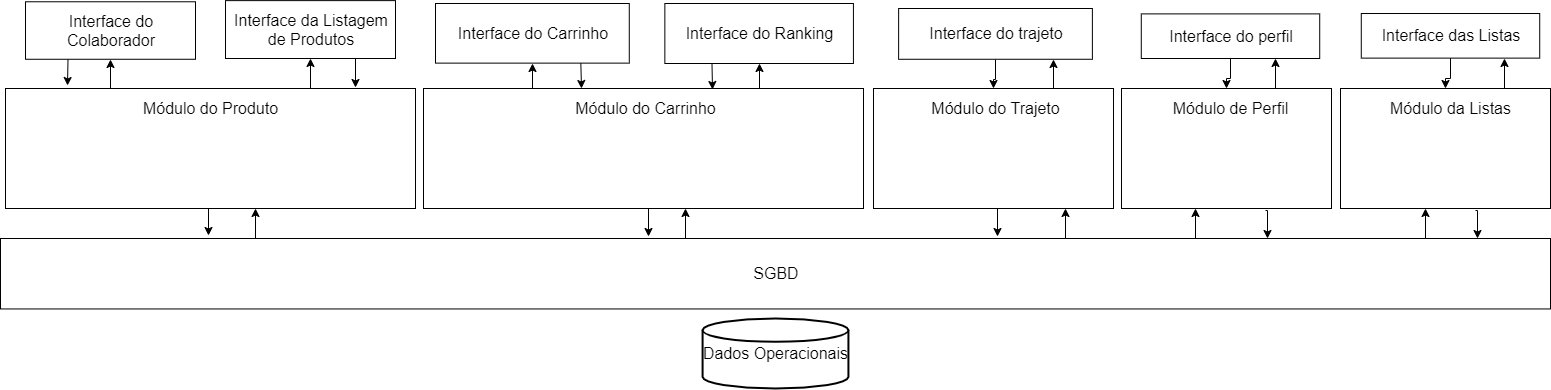 Interface do
Colaborador
Interface da Listagem
de Produtos
Interface do Carrinho
Interface do Ranking
Interface do trajeto
Interface do perfil
Interface das Listas
Módulo do Produto
Módulo do Carrinho
Módulo do Trajeto
Módulo de Perfil
Módulo da Listas
SGBD
Dados Operacionais